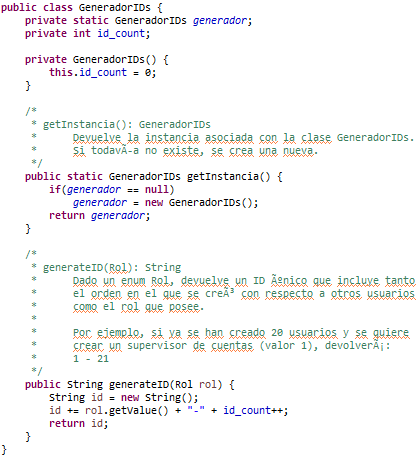 public class GeneradorIDs {
    private static GeneradorIDs generador;
    private int id_count;

    private GeneradorIDs() {
        this.id_count = 0;
    }

    /*
     * getInstancia(): GeneradorIDs
     *      Devuelve la instancia asociada con la clase GeneradorIDs.
     *      Si todavÃ-a no existe, se crea una nueva.
     */
    public static GeneradorIDs getInstancia() {
        if(generador == null)
            generador = new GeneradorIDs();
        return generador;
    }

    /*
     * generateID(Rol): String
     *      Dado un enum Rol, devuelve un ID Ãºnico que incluye tanto
     *      el orden en el que se creÃ³ con respecto a otros usuarios
     *      como el rol que posee.
     *
     *      Por ejemplo, si ya se han creado 20 usuarios y se quiere
     *      crear un supervisor de cuentas (valor 1), devolverÃ¡:
     *      1 - 21
     */
    public String generateID(Rol rol) {
        String id = new String();
        id += rol.getValue() + "-" + id_count++;
        return id;
    }
}